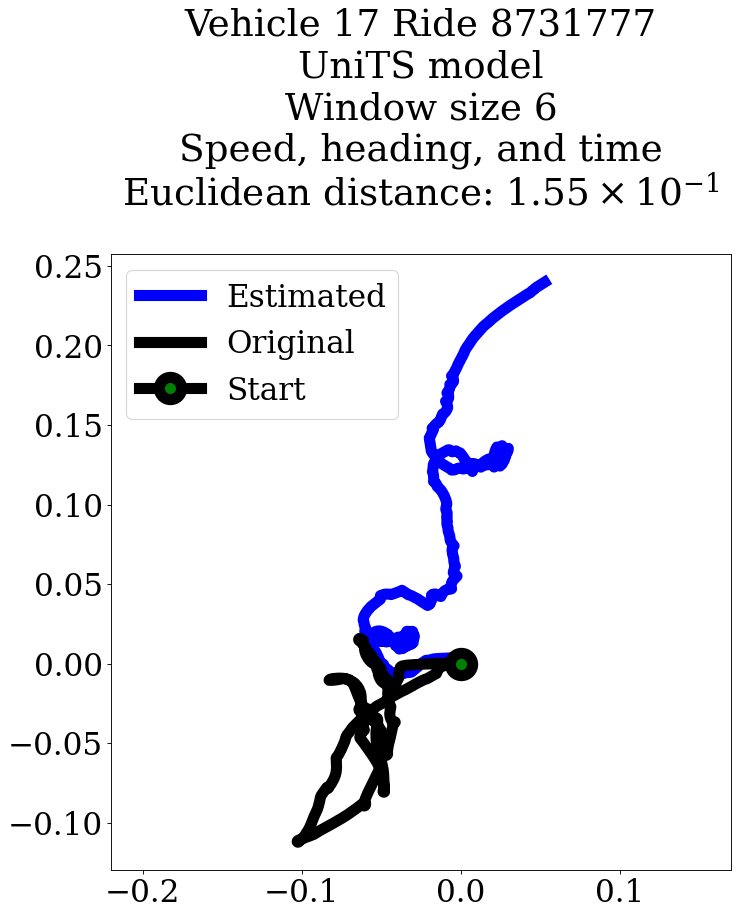 Vehicle 17 Ride 8731777
UniTS model
Window size 6
Speed, heading, and time
Euclidean distance: 1.55 × 10⁻¹
0.25
0.20
0.15
0.10
0.05
0.00
−0.05
−0.10
Estimated
Original
Start
−0.2
−0.1
0.0
0.1